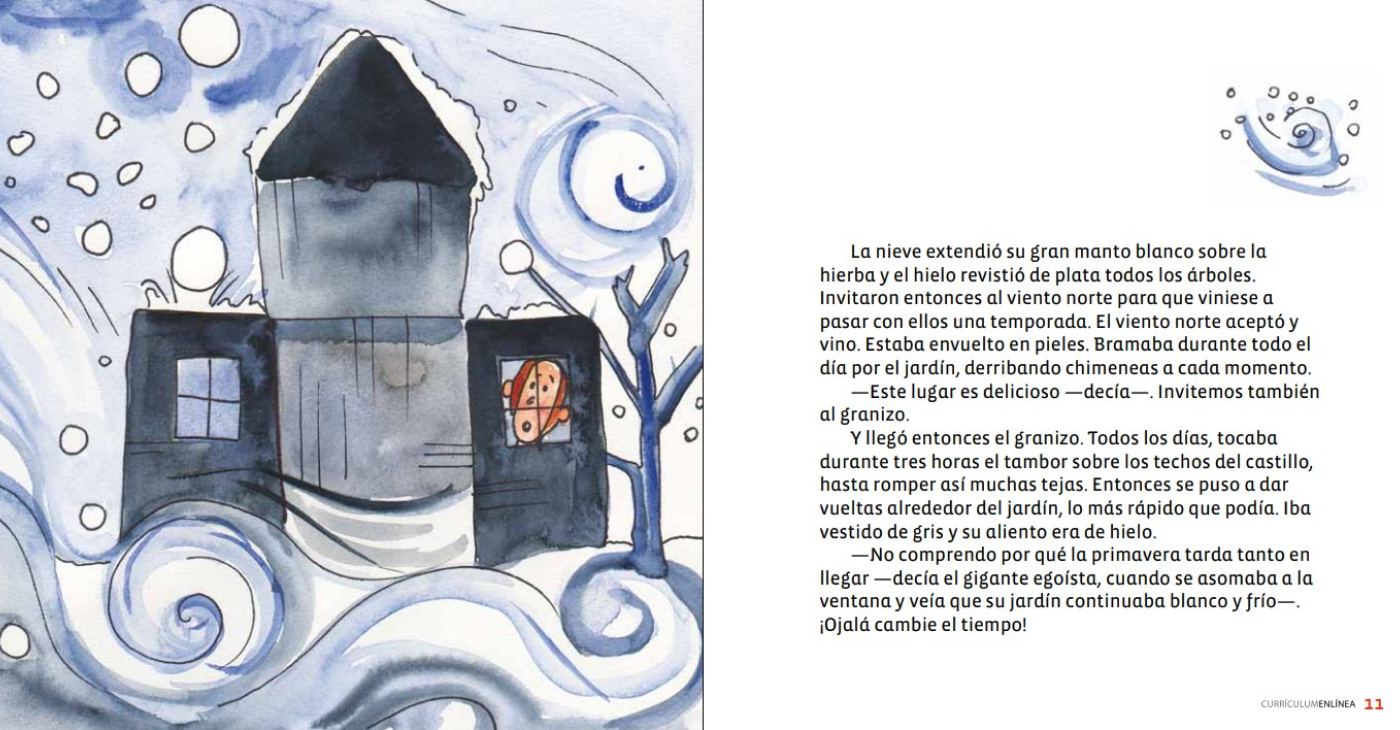 La nieve extendió su gran manto blanco sobre la
hierba y el hielo revistió de plata todos los árboles.
Invitaron entonces al viento norte para que viniese a
pasar con ellos una temporada. El viento norte aceptó y
vino. Estaba envuelto en pieles. Bramaba durante todo el
día por el jardín, derribando chimeneas a cada momento.
—Este lugar es delicioso —decía—. Invitemos también
al granizo.
Y llegó entonces el granizo. Todos los días, tocaba
durante tres horas el tambor sobre los techos del castillo,
hasta romper así muchas tejas. Entonces se puso a dar
vueltas alrededor del jardín, lo más rápido que podía. Iba
vestido de gris y su aliento era de hielo.
—No comprendo por qué la primavera tarda tanto en
llegar —decía el gigante egoísta, cuando se asomaba a la
ventana y veía que su jardín continuaba blanco y frío—.
¡Ojalá cambie el tiempo!
CURRÍCULUMENLÍNEA 11